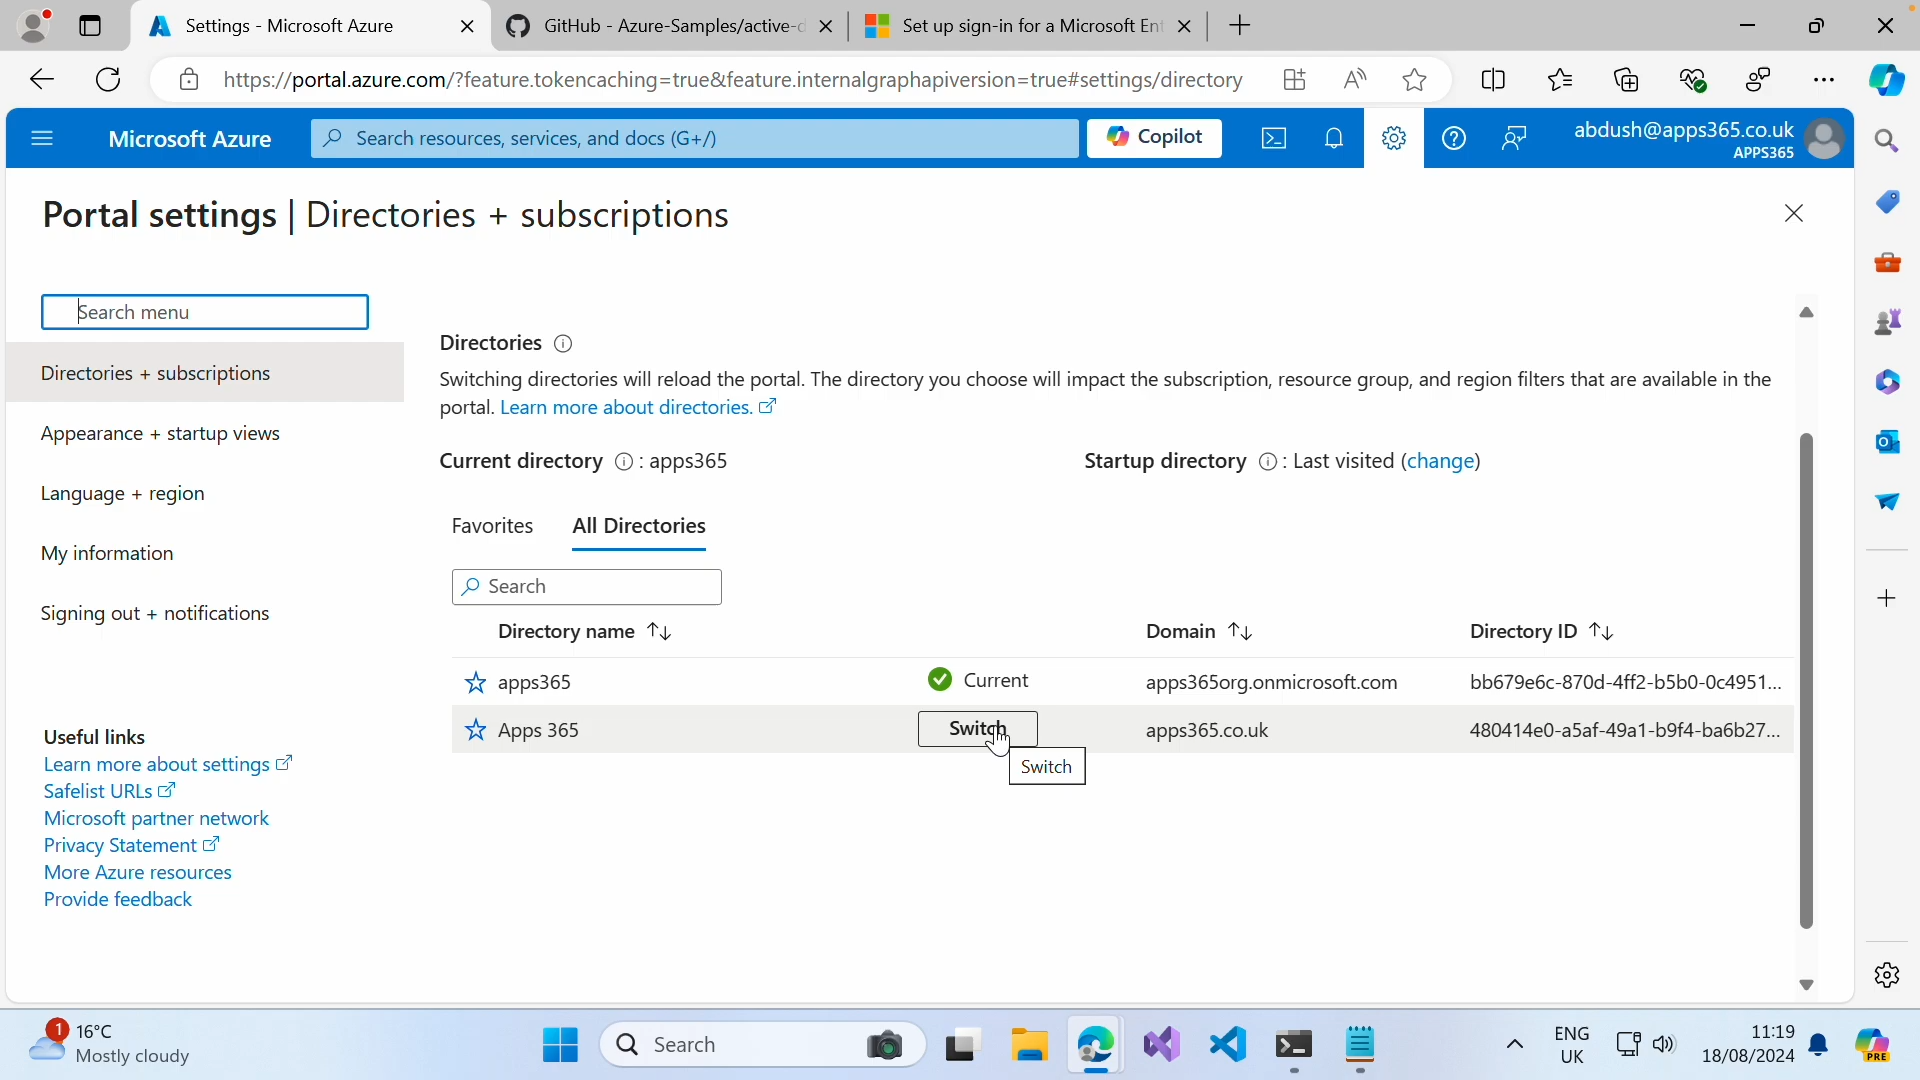 Settings - Microsoft Azure
GitHub - Azure-Samples/active-d
Set up sign-in for a Microsoft Ent
https://portal.azure.com/?feature.tokencaching=true&feature.internalgraphapiversion=true#settings/directory
Microsoft Azure
Search resources, services, and docs (G+/)
Copilot
abdush@apps365.co.uk
APPS365
Portal settings | Directories + subscriptions
Search menu
Directories + subscriptions
Appearance + startup views
Language + region
My information
Signing out + notifications
Useful links
Learn more about settings
Safelist URLs
Microsoft partner network
Privacy Statement
More Azure resources
Provide feedback
Directories
Switching directories will reload the portal. The directory you choose will impact the subscription, resource group, and region filters that are available in the
portal. Learn more about directories.
Current directory : apps365
Startup directory : Last visited (change)
Favorites
All Directories
Search
Directory name
Domain
Directory ID
apps365
Current
apps365org.onmicrosoft.com
bb679e6c-870d-4ff2-b5b0-0c4951...
Apps 365
Switch
apps365.co.uk
480414e0-a5af-49a1-b9f4-ba6b27...
Switch
1
16°C
Mostly cloudy
Search
ENG
UK
11:19
18/08/2024
PRE